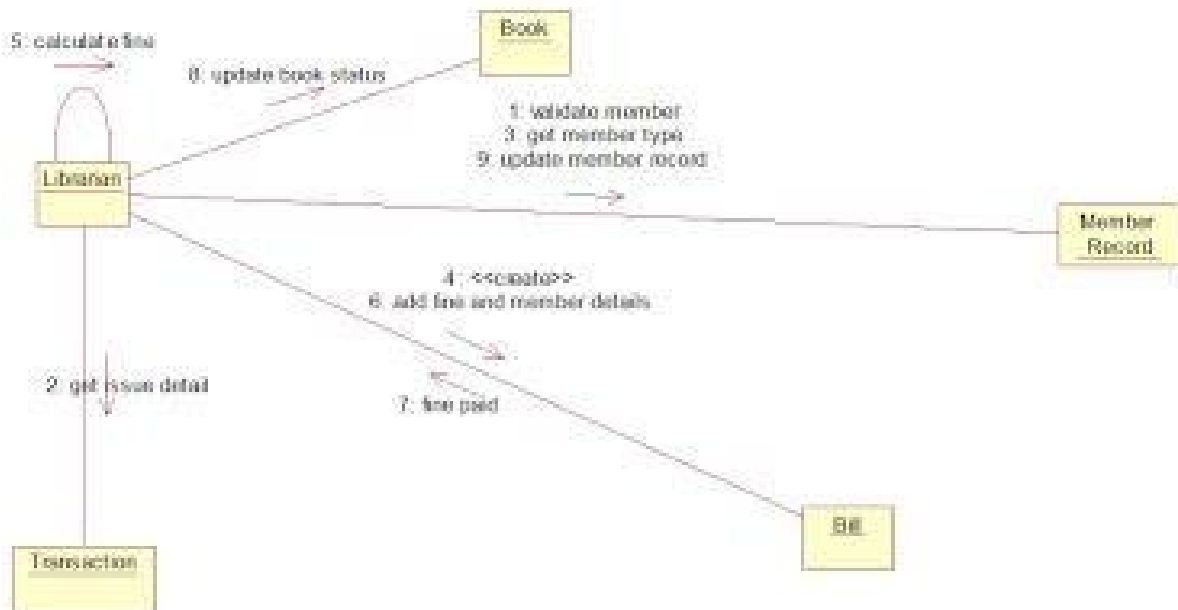 5: calculate fine
Book
8: update book status
1: validate member
3: get member type
9: update member record
Librarian
Member
Record
4: <<create>>
6: add fine and member details
2: get issue detail
7: fine paid
Bill
Transaction